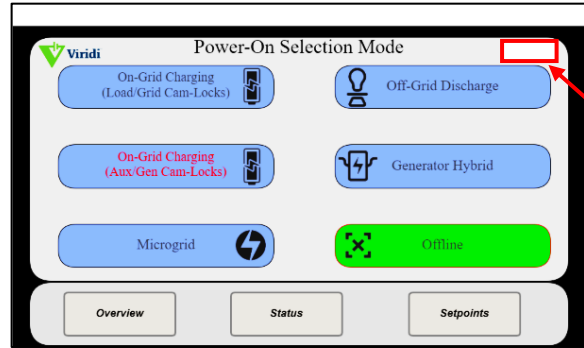 Viridi
Power-On Selection Mode
On-Grid Charging
(Load/Grid Cam-Locks)
Off-Grid Discharge
On-Grid Charging
(Aux/Gen Cam-Locks)
Generator Hybrid
Microgrid
Offline
Overview
Status
Setpoints